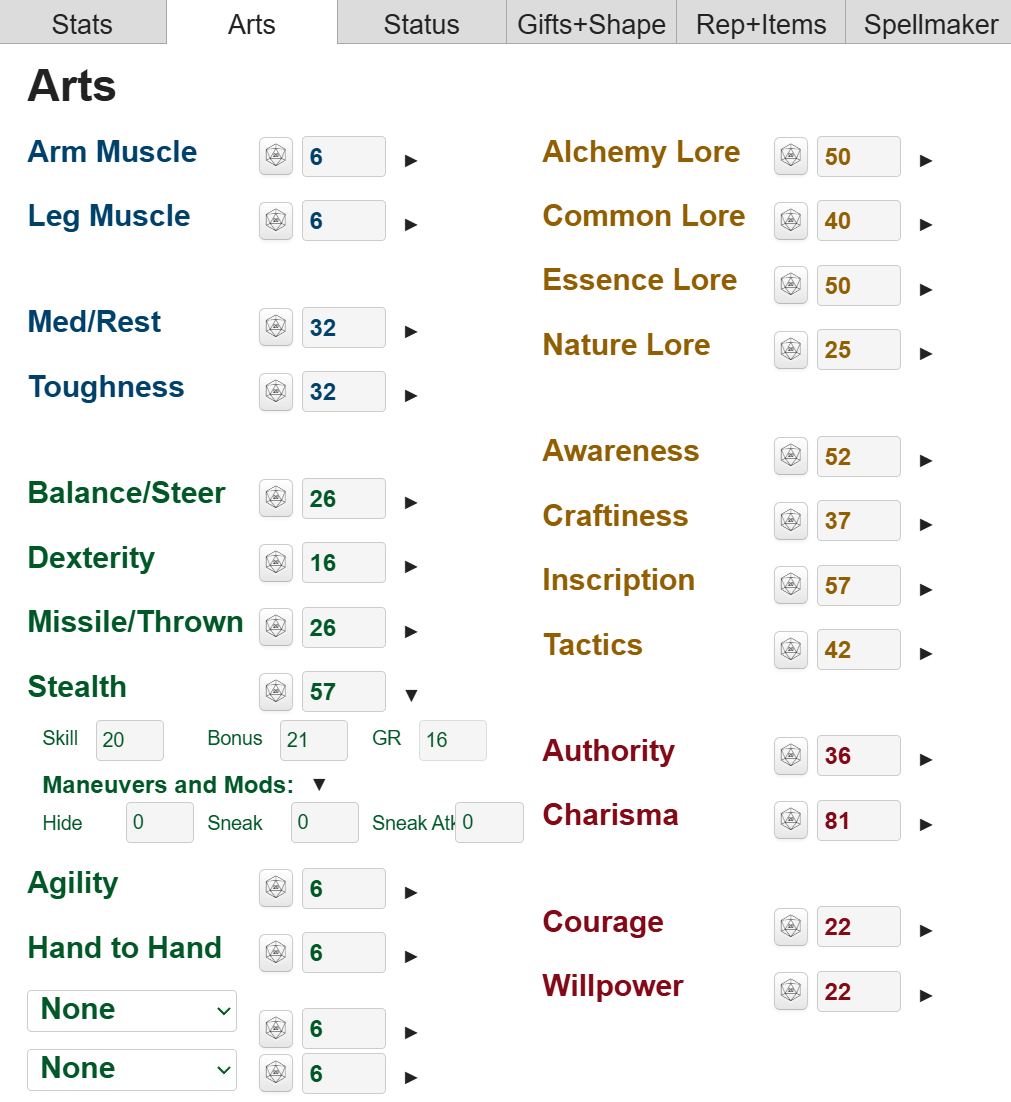 Stats Arts Status Gifts+Shape Rep+Items Spellmaker
Arts
Arm Muscle 6
Leg Muscle 6
Med/Rest 32
Toughness 32
Balance/Steer 26
Dexterity 16
Missile/Thrown 26
Stealth 57
Skill 20 Bonus 21 GR 16
Maneuvers and Mods:
Hide 0 Sneak 0 Sneak Atk 0
Agility 6
Hand to Hand 6
None 6
None 6
Alchemy Lore 50
Common Lore 40
Essence Lore 50
Nature Lore 25
Awareness 52
Craftiness 37
Inscription 57
Tactics 42
Authority 36
Charisma 81
Courage 22
Willpower 22